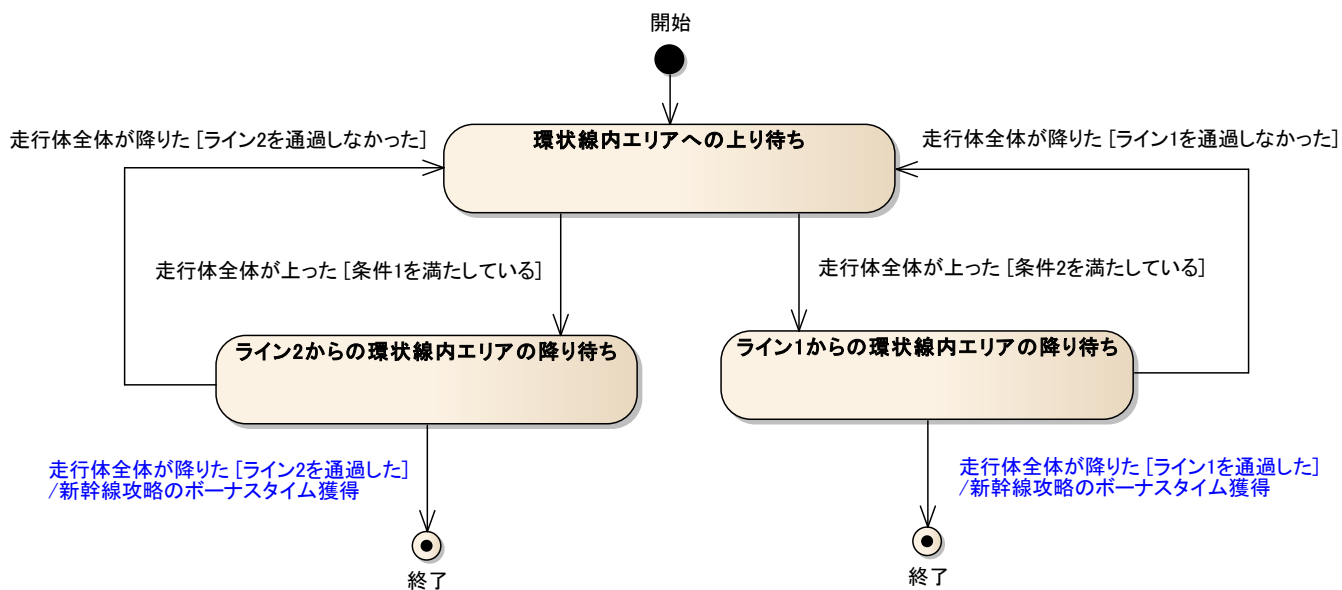 開始
環状線内エリアへの上り待ち
走行体全体が降りた [ライン2を通過しなかった]
走行体全体が降りた [ライン1を通過しなかった]
走行体全体が上った [条件1を満たしている]
走行体全体が上った [条件2を満たしている]
ライン2からの環状線内エリアの降り待ち
ライン1からの環状線内エリアの降り待ち
走行体全体が降りた [ライン2を通過した]
/新幹線攻略のボーナスタイム獲得
走行体全体が降りた [ライン1を通過した]
/新幹線攻略のボーナスタイム獲得
終了
終了